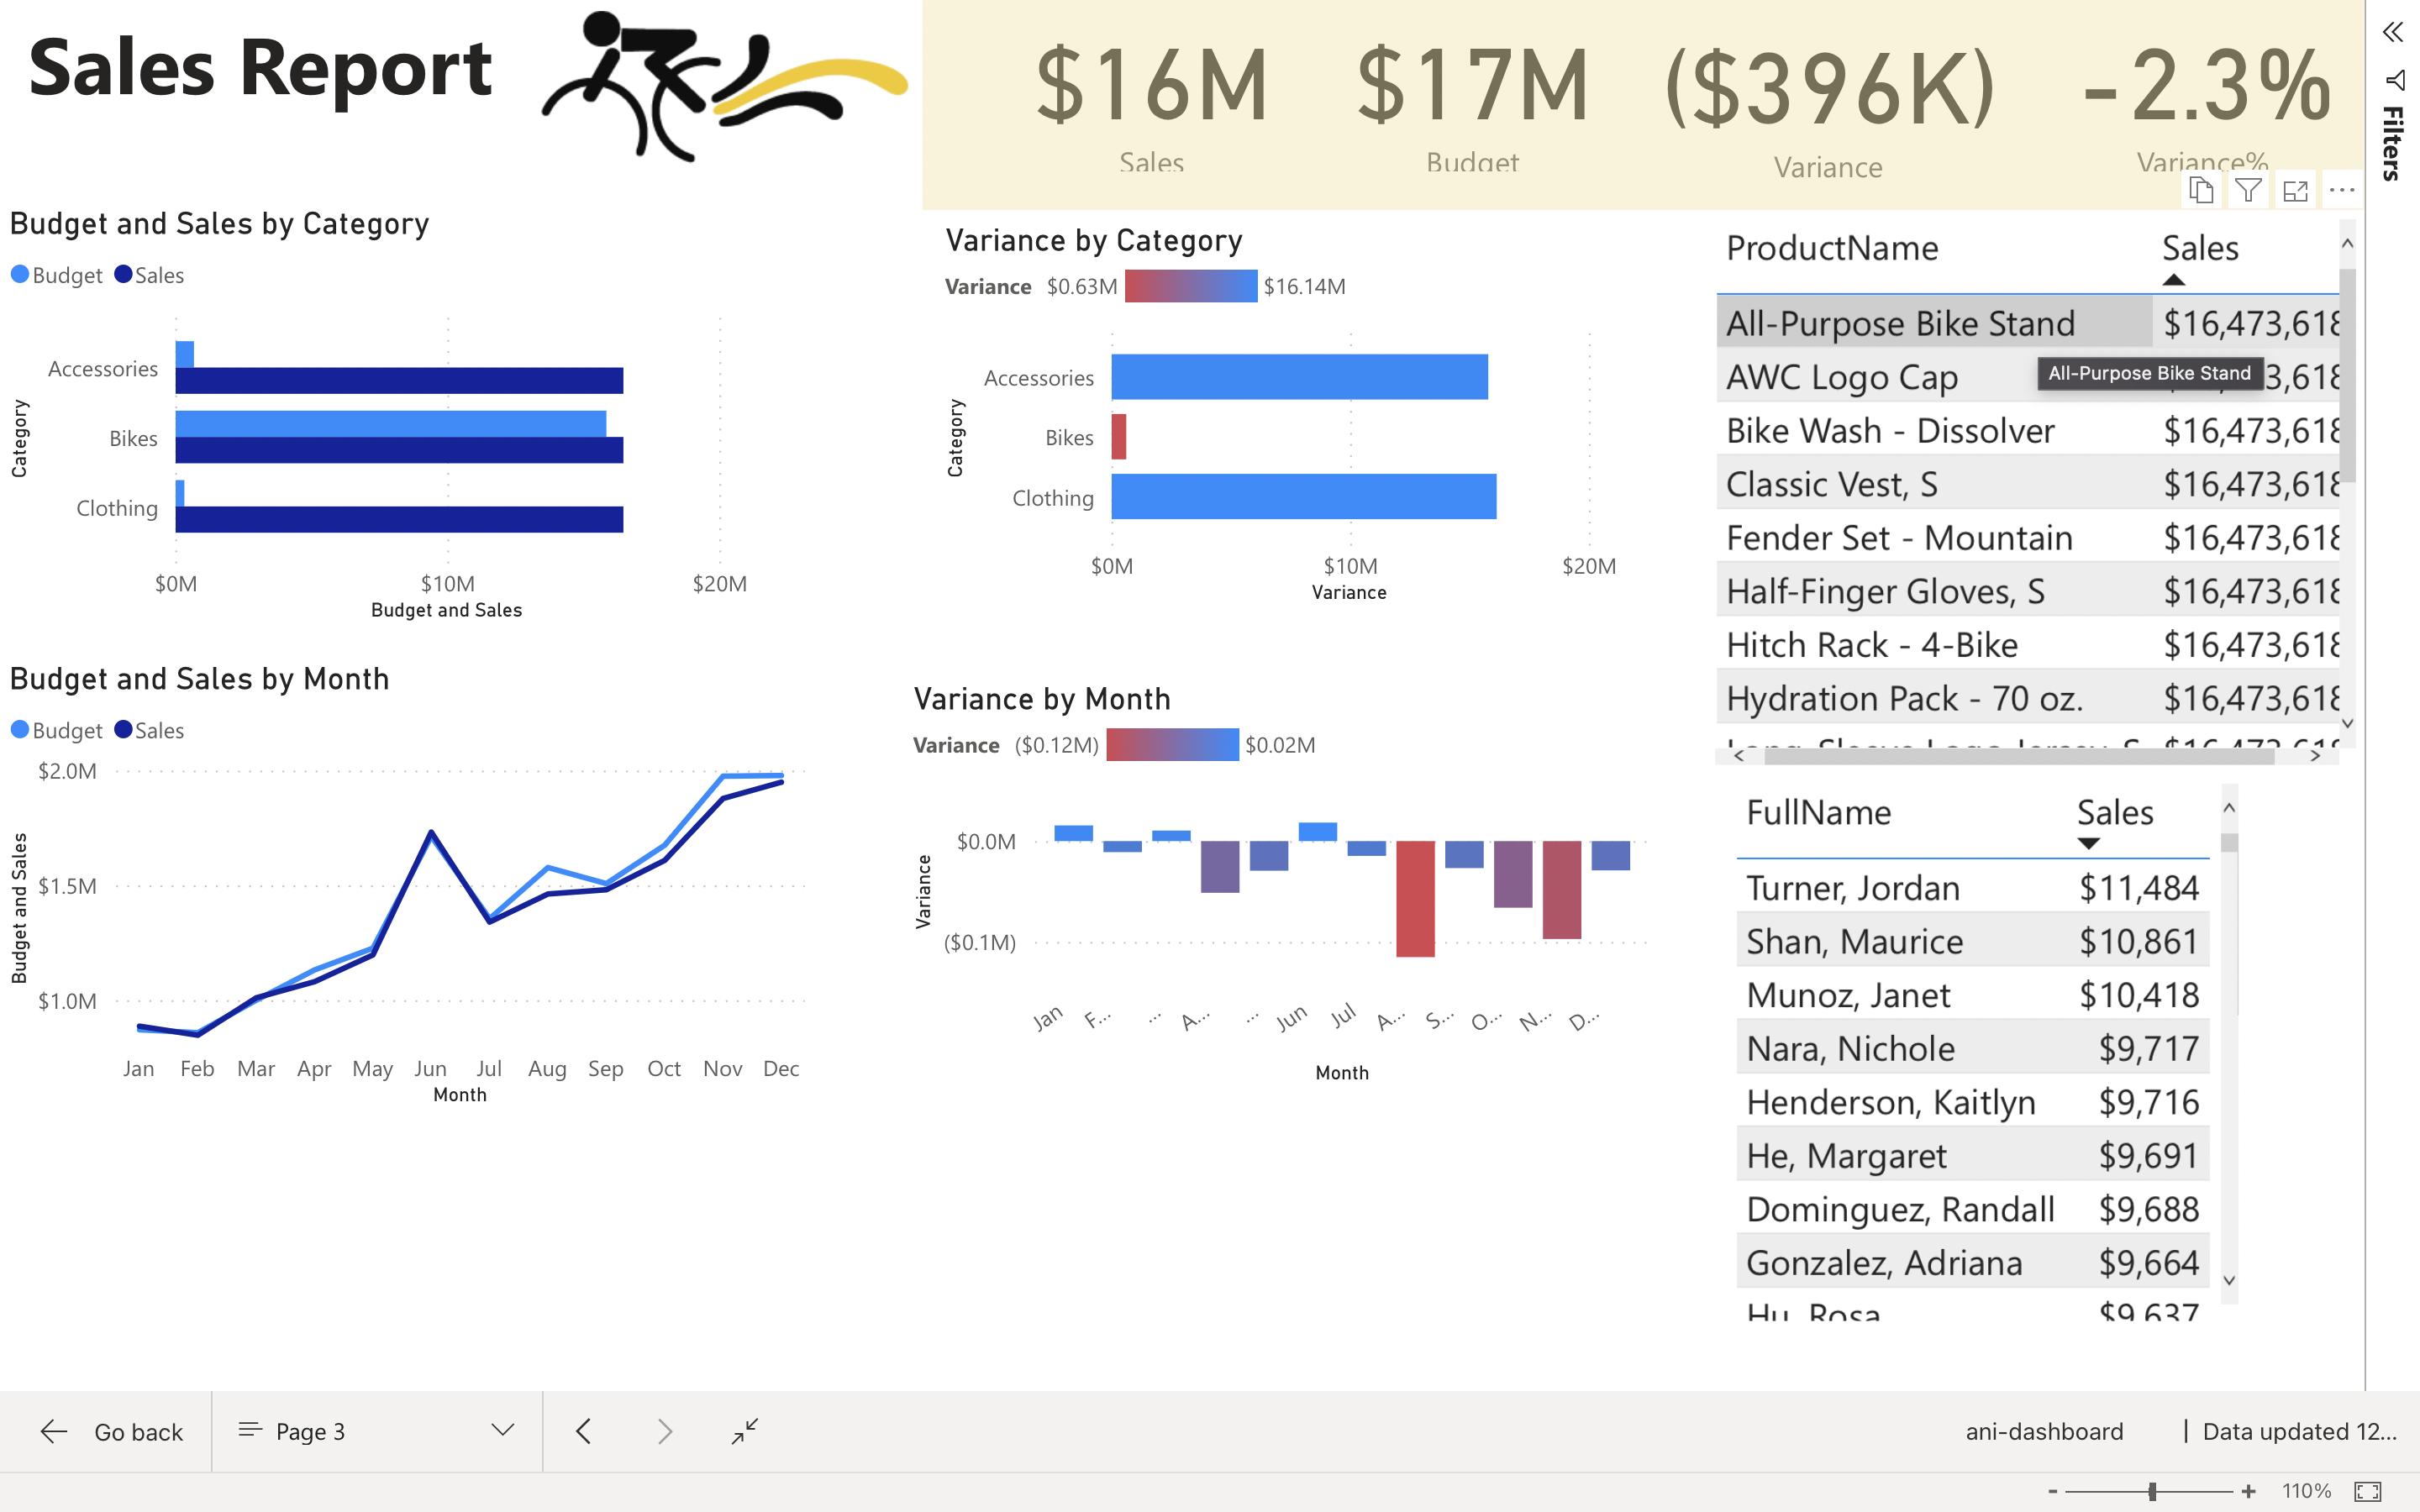 Sales Report
$16M
Sales
$17M
Budget
($396K)
Variance
-2.3%
Variance%
Filters
Budget and Sales by Category
Budget Sales
Category
Accessories
Bikes
Clothing
$0M $10M $20M
Budget and Sales
Variance by Category
Variance $0.63M $16.14M
Category
Accessories
Bikes
Clothing
$0M $10M $20M
Variance
ProductName Sales
All-Purpose Bike Stand $16,473,618
All-Purpose Bike Stand
AWC Logo Cap 3,618
Bike Wash - Dissolver $16,473,618
Classic Vest, S $16,473,618
Fender Set - Mountain $16,473,618
Half-Finger Gloves, S $16,473,618
Hitch Rack - 4-Bike $16,473,618
Hydration Pack - 70 oz. $16,473,618
Budget and Sales by Month
Budget Sales
Budget and Sales
$2.0M
$1.5M
$1.0M
Jan Feb Mar Apr May Jun Jul Aug Sep Oct Nov Dec
Month
Variance by Month
Variance ($0.12M) $0.02M
Variance
$0.0M
($0.1M)
Jan F... ... A... ... Jun Jul A... S... O... N... D...
Month
FullName Sales
Turner, Jordan $11,484
Shan, Maurice $10,861
Munoz, Janet $10,418
Nara, Nichole $9,717
Henderson, Kaitlyn $9,716
He, Margaret $9,691
Dominguez, Randall $9,688
Gonzalez, Adriana $9,664
Hu, Rosa $9,637
Go back
Page 3
ani-dashboard | Data updated 12...
- + 110%